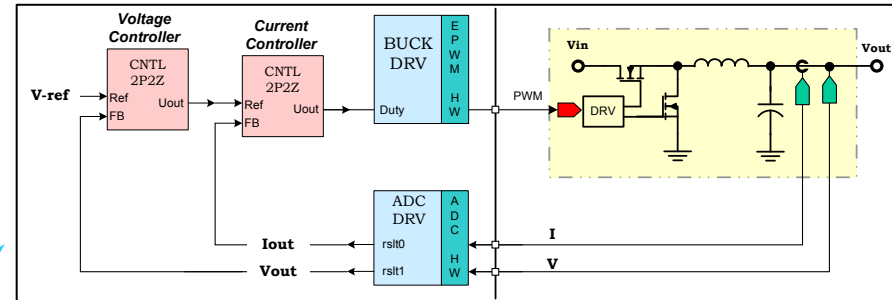 Voltage
Controller
Current
Controller
CNTL
2P2Z
Ref
Uout
FB
V-ref
CNTL
2P2Z
Ref
Uout
FB
BUCK
DRV
Duty
E
P
W
M
H
W
PWM
Vin
Vout
DRV
ADC
DRV
rslt0
rslt1
A
D
C
H
W
Iout
Vout
I
V